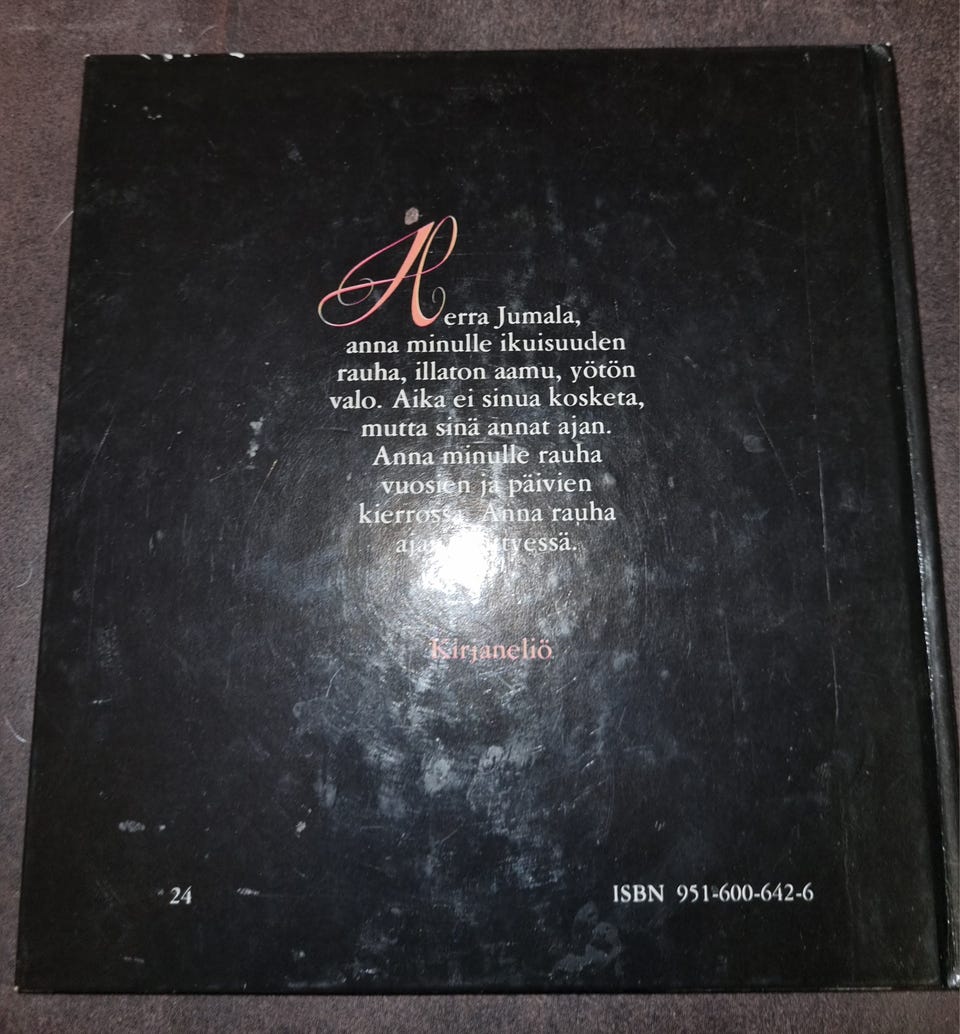 Herra Jumala,
anna minulle ikuisuuden
rauha, illaton aamu, yötön
valo. Aika ei sinua kosketa,
mutta sinä annat ajan.
Anna minulle rauha
vuosien ja päivien
kierrossa. Anna rauha
Kirjaneliö
24
ISBN 951-600-642-6